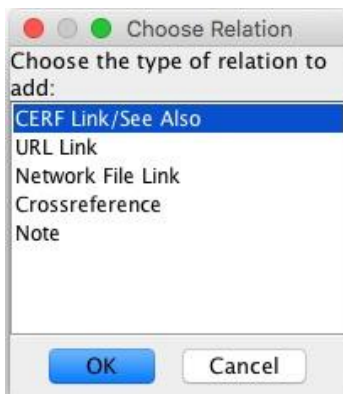 Choose Relation
Choose the type of relation to
add:
CERF Link/See Also
URL Link
Network File Link
Crossreference
Note
OK Cancel